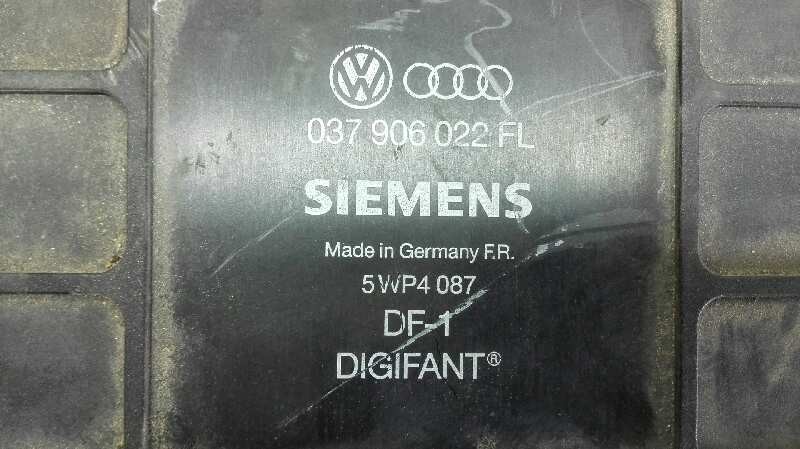 037 906 022 FL
SIEMENS
Made in Germany F.R.
5WP4 087
DF-1
DIGIFANT®